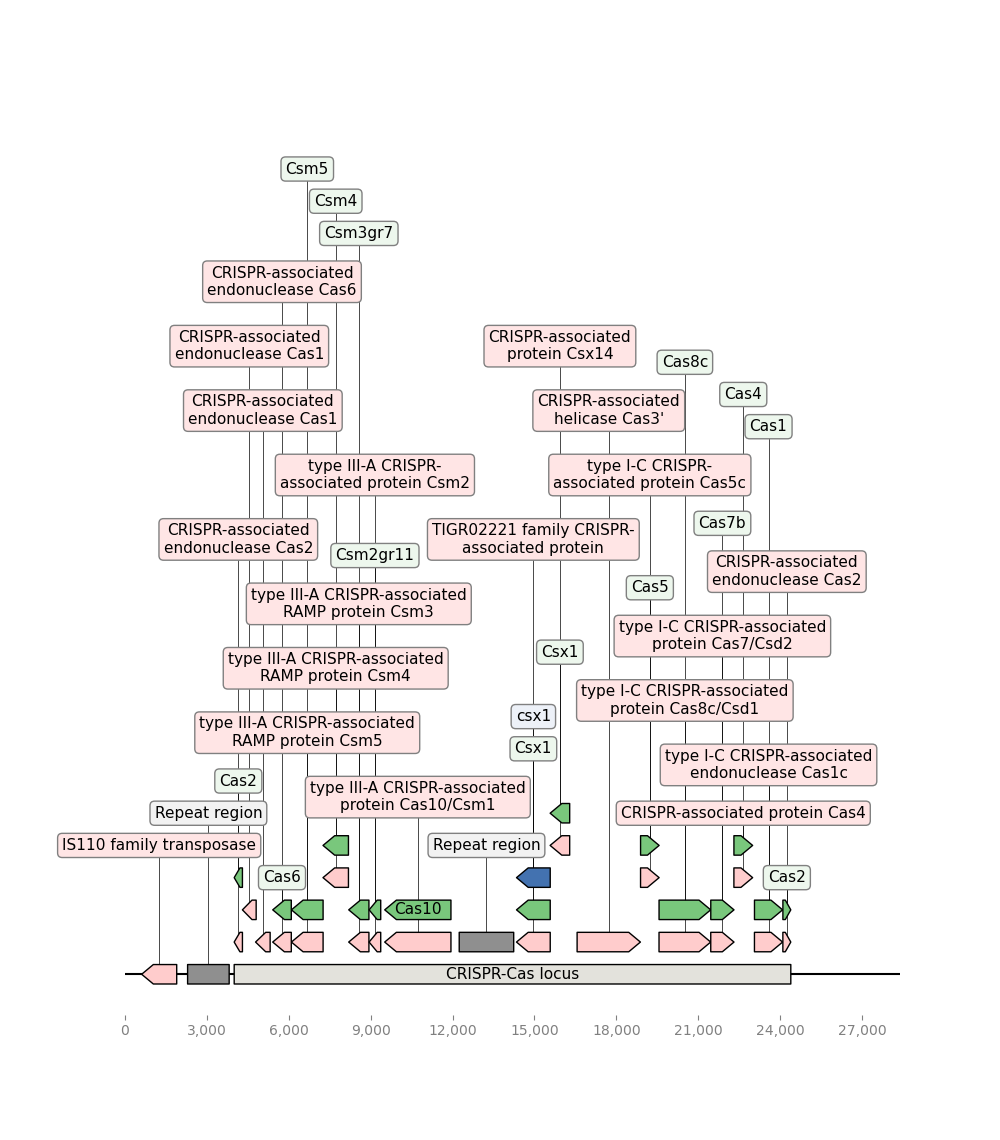 Csm5
Csm4
Csm3gr7
CRISPR-associated
endonuclease Cas6
CRISPR-associated
endonuclease Cas1
CRISPR-associated
protein Csx14
Cas8c
Cas4
CRISPR-associated
endonuclease Cas1
CRISPR-associated
helicase Cas3'
Cas1
type III-A CRISPR-
associated protein Csm2
type I-C CRISPR-
associated protein Cas5c
Cas7b
CRISPR-associated
endonuclease Cas2
Csm2gr11
TIGR02221 family CRISPR-
associated protein
CRISPR-associated
endonuclease Cas2
Cas5
type III-A CRISPR-associated
RAMP protein Csm3
type I-C CRISPR-associated
protein Cas7/Csd2
Csx1
type III-A CRISPR-associated
RAMP protein Csm4
type I-C CRISPR-associated
protein Cas8c/Csd1
csx1
type III-A CRISPR-associated
RAMP protein Csm5
Csx1
type I-C CRISPR-associated
endonuclease Cas1c
Cas2
type III-A CRISPR-associated
protein Cas10/Csm1
Repeat region
CRISPR-associated protein Cas4
IS110 family transposase
Repeat region
Cas6
Cas2
Cas10
CRISPR-Cas locus
0
3,000
6,000
9,000
12,000
15,000
18,000
21,000
24,000
27,000